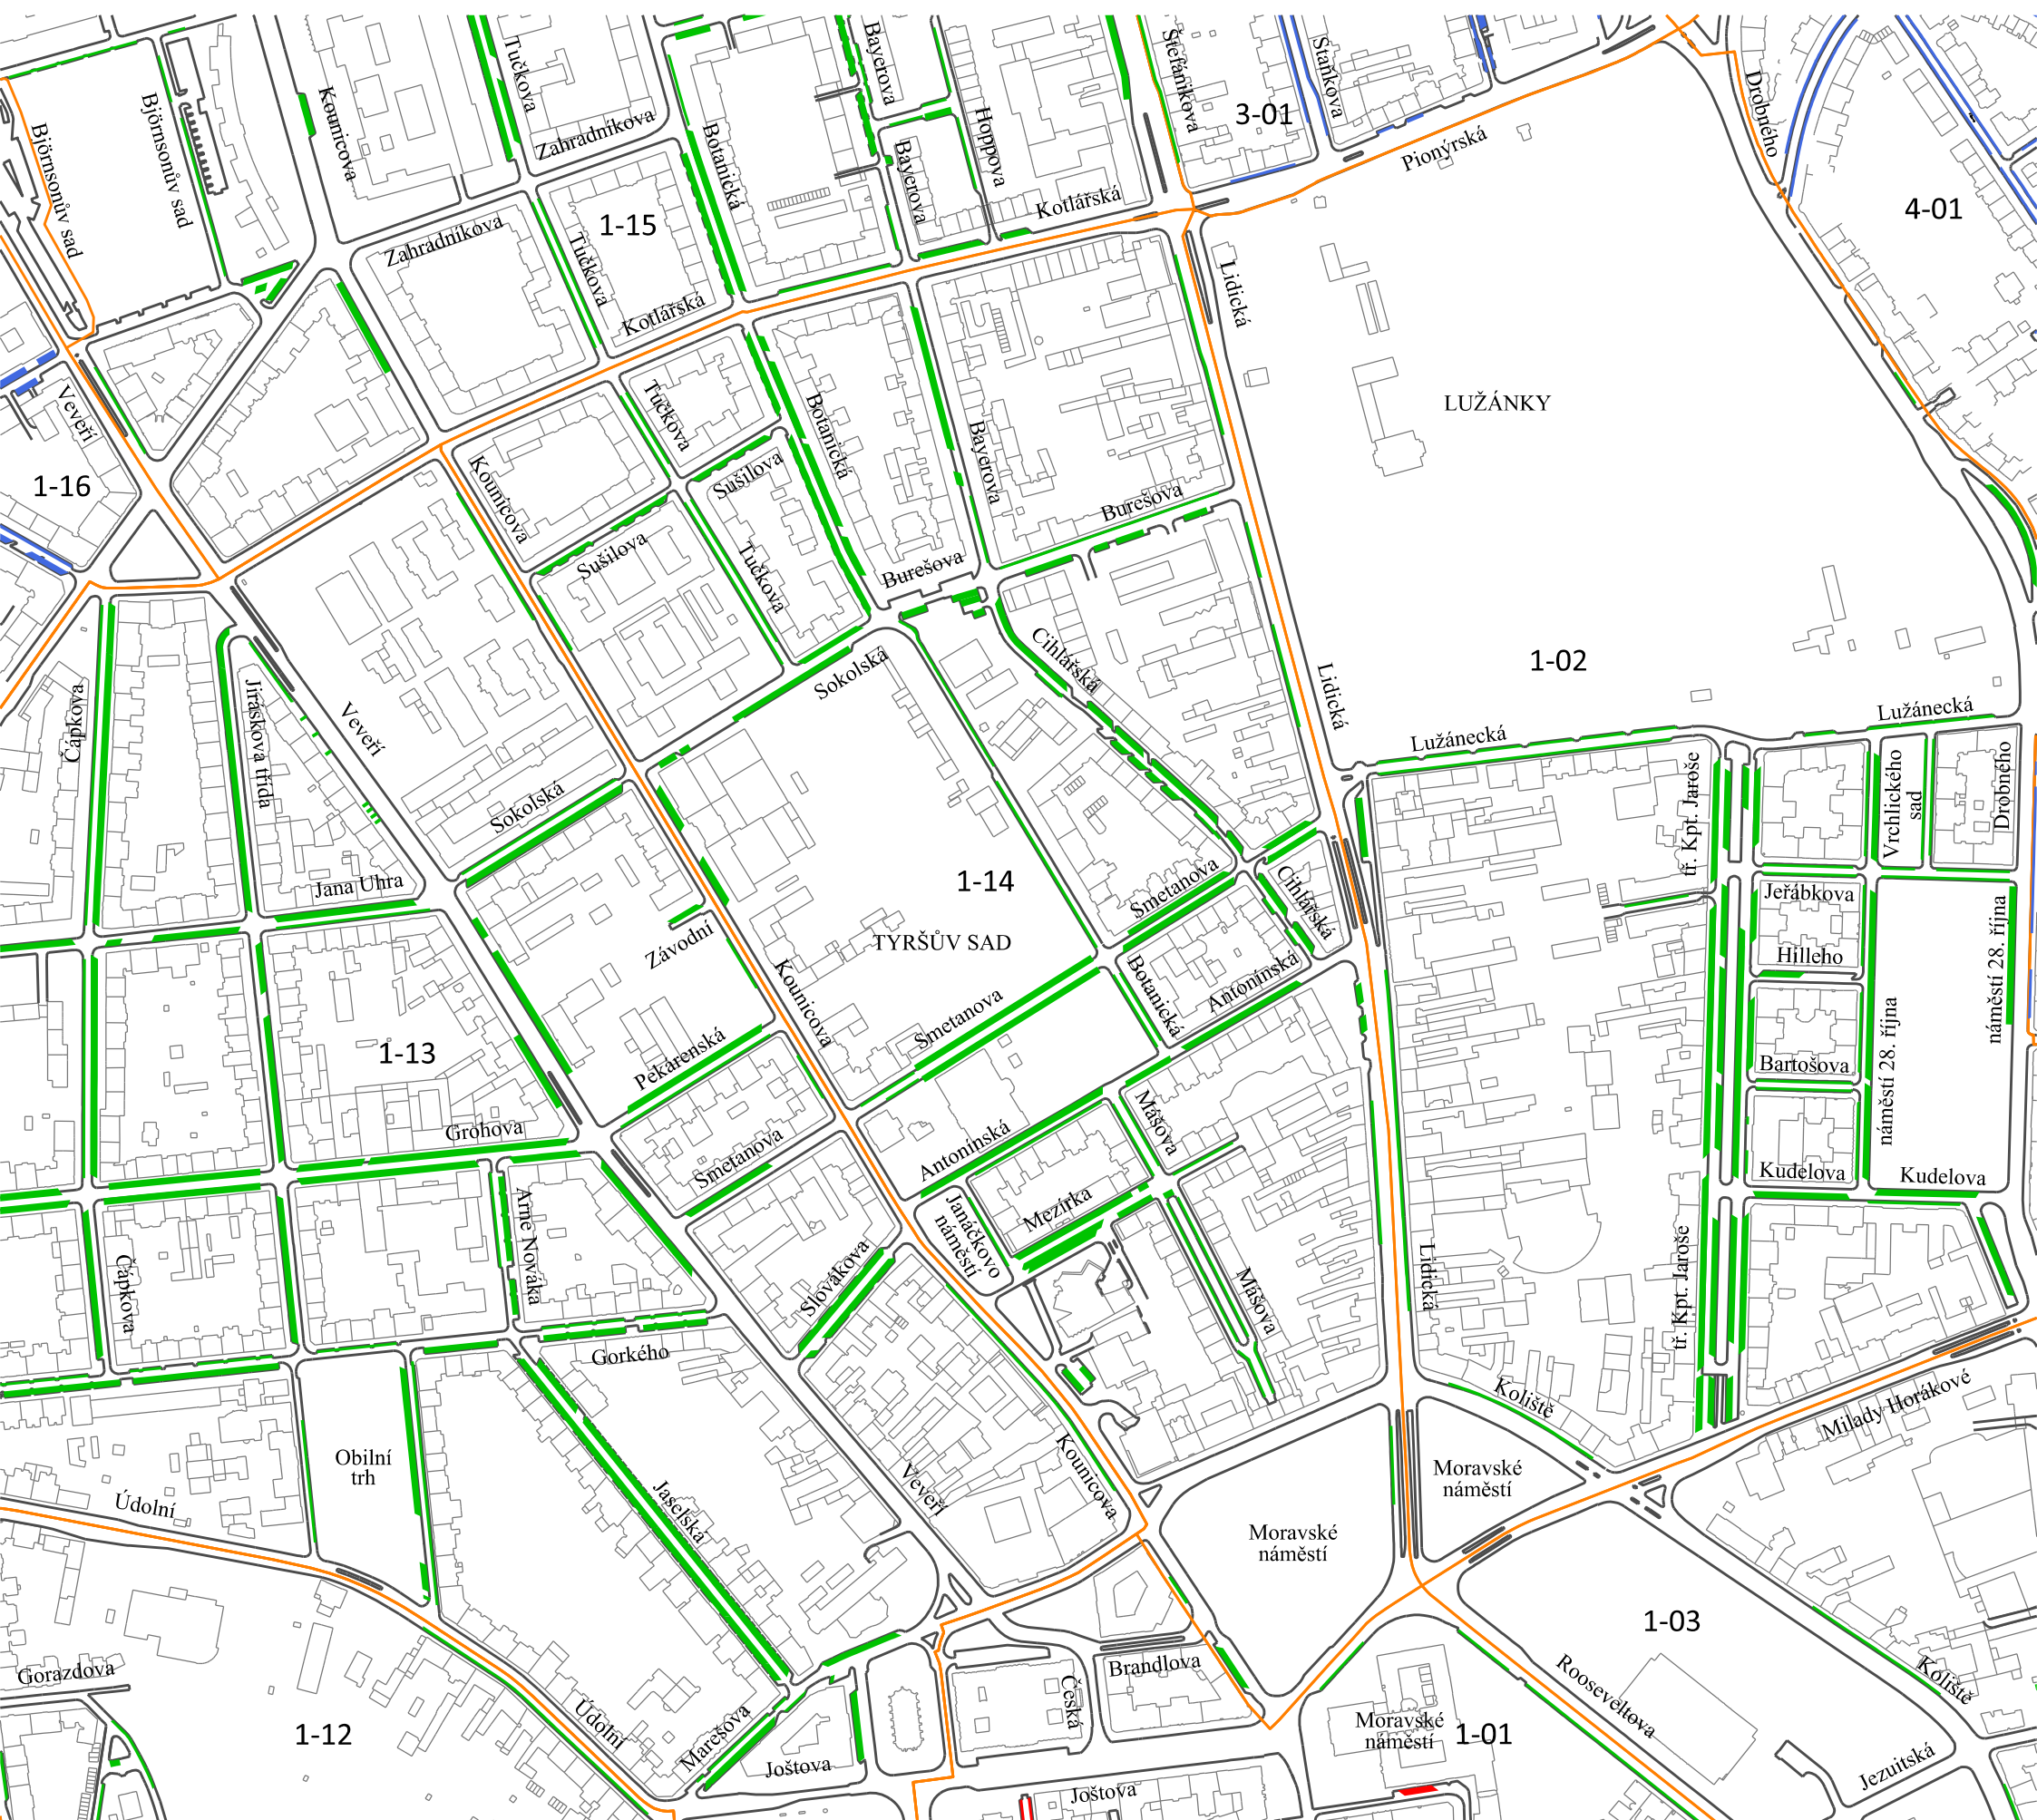 Tučkova
Bayerova
Štefánikova
Staňkova
Björnsonův sad
Björnsonův sad
Kounicova
Zahradníkova
Botanická
Hoppova
Bayerova
3-01
Pionýrská
Drobného
4-01
Zahradníkova
Tučkova
1-15
Kotlářská
Kotlářská
Lidická
Veveří
Tučkova
Botanická
LUŽÁNKY
1-16
Kounicova
Sušilova
Bayerova
Burešova
Sušilova
Tučkova
Burešova
Čápkova
Jiráskova třída
Veveří
Sokolská
Cihlářská
Lidická
1-02
Lužánecká
Lužánecká
Sokolská
tř. Kpt. Jaroše
Vrchlického
sad
Drobného
Jana Uhra
1-14
Smetanova
Cihlářská
Jeřábkova
Závodní
TYRŠŮV SAD
Kounicova
Botanická
Antonínská
Hilleho
náměstí 28. října
1-13
Pekárenská
Smetanova
Bartošova
náměstí 28. října
Grohova
Smetanova
Antonínská
Mášova
Kudelova
Kudelova
Čápkova
Arne Nováka
Slovákova
Janáčkovo
náměstí
Mezírka
Mášova
Lidická
tř. Kpt. Jaroše
Gorkého
Koliště
Milady Horákové
Obilní
trh
Údolní
Jaselská
Veveří
Kounicova
Moravské
náměstí
Moravské
náměstí
1-03
Gorazdova
1-12
Údolní
Marešova
Joštova
Česká
Brandlova
Joštova
Moravské
náměstí
1-01
Rooseveltova
Koliště
Jezuitská